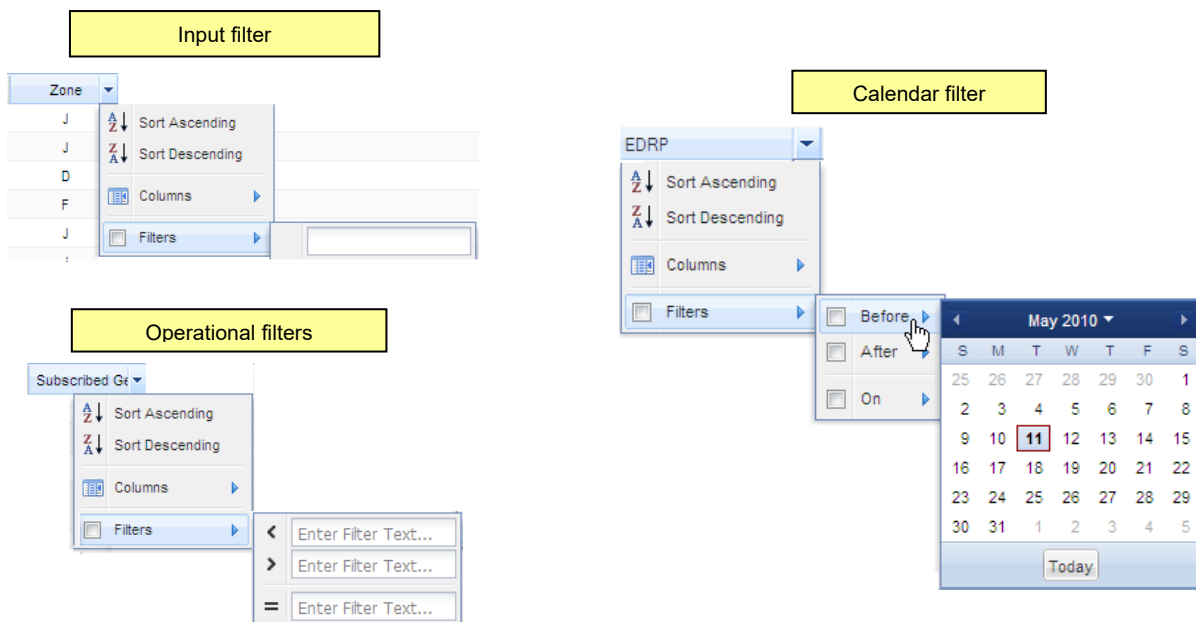 Input filter
Zone
J
J
D
F
J
Sort Ascending
Sort Descending
Columns
Filters
Operational filters
Subscribed Ge
Sort Ascending
Sort Descending
Columns
Filters
< Enter Filter Text...
> Enter Filter Text...
= Enter Filter Text...
Calendar filter
EDRP
Sort Ascending
Sort Descending
Columns
Filters
Before
After
On
May 2010
S M T W T F S
25 26 27 28 29 30 1
2 3 4 5 6 7 8
9 10 11 12 13 14 15
16 17 18 19 20 21 22
23 24 25 26 27 28 29
30 31 1 2 3 4 5
Today